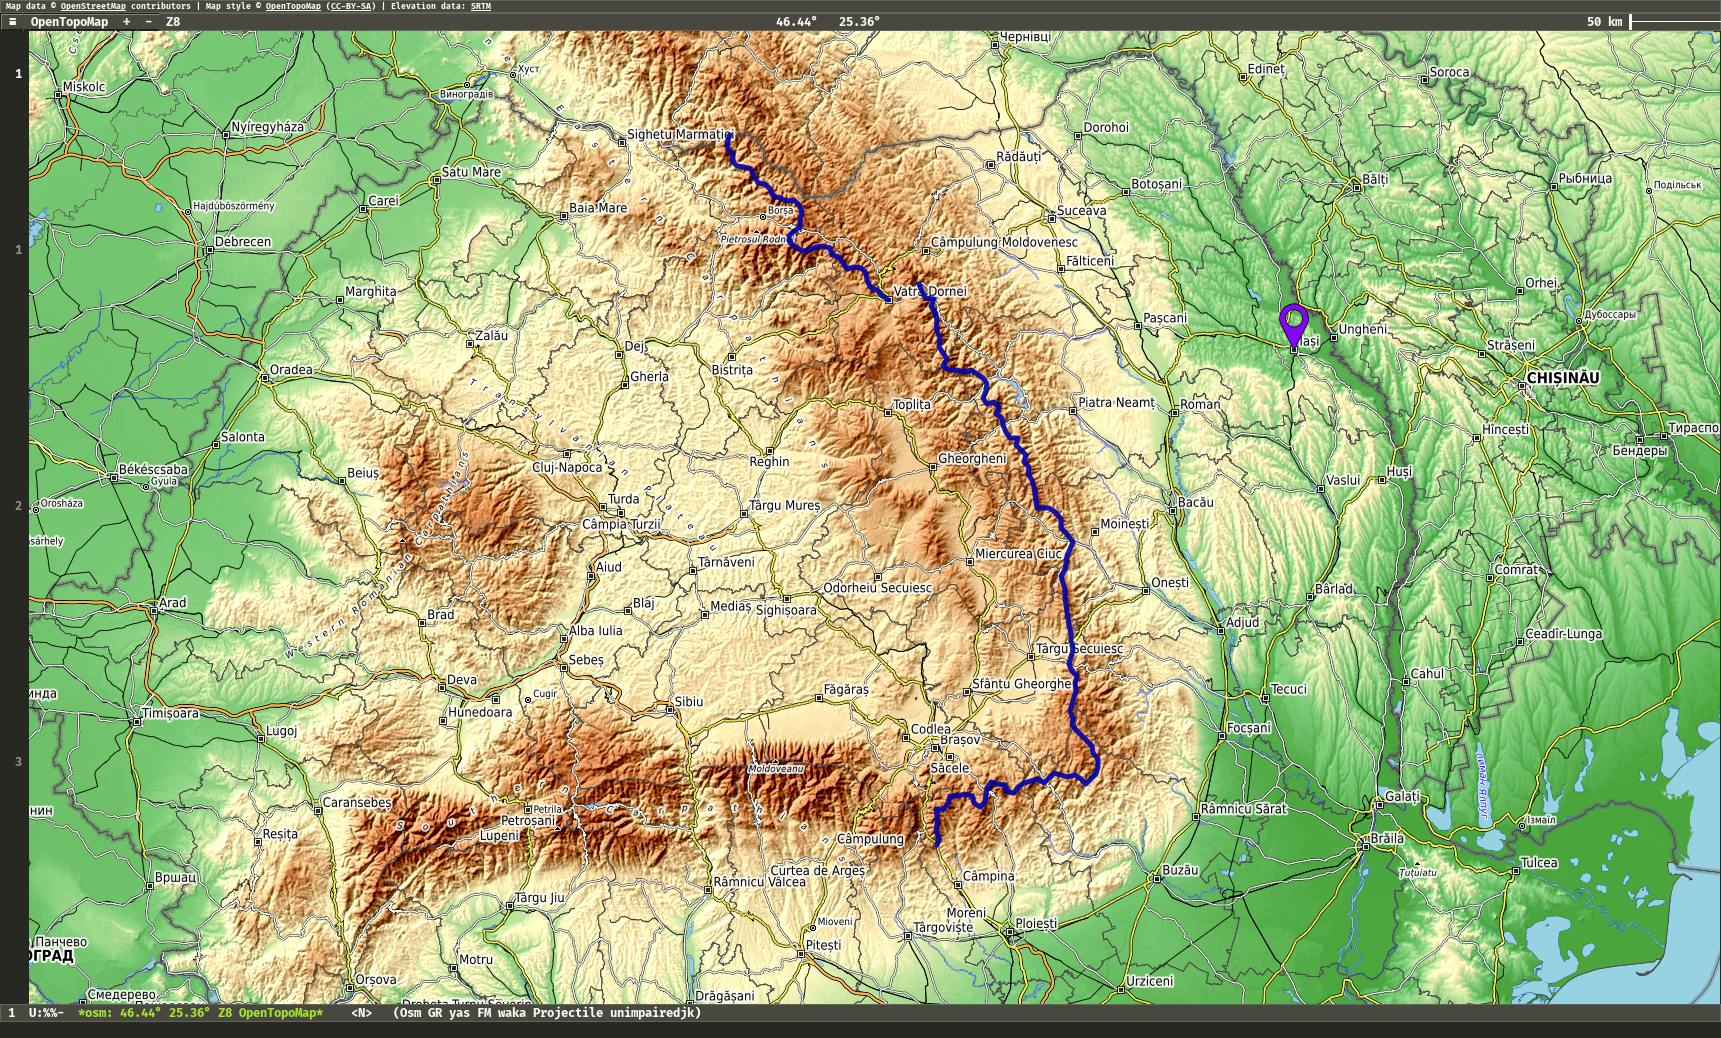 Map data © OpenStreetMap contributors | Map style © OpenTopoMap (CC-BY-SA) | Elevation data: SRTM
≡ OpenTopoMap + − Z8 46.44° 25.36° 50 km
Чернівці
Хуст
1
Miskolc
Edineț
Soroca
Виноградів
Nyíregyháza
Sighetu Marmației
Dorohoi
Rădăuți
Satu Mare
Bălți
Рыбница
Подільськ
Botoșani
Carei
Hajdúböszörmény
Baia Mare
Borșa
Suceava
Debrecen
1
Pietrosul Rodn
Câmpulung Moldovenesc
Fălticeni
Orhei
Marghita
Vatra Dornei
Дубоссары
Pașcani
Ungheni
Zalău
Iași
Strășeni
Dej
Bistrița
Oradea
Gherla
CHIȘINĂU
Toplița
Piatra Neamț
Roman
Transylvanian Plateau
Salonta
Hîncești
Тираспо
Бендеры
Cluj-Napoca
Reghin
Gheorgheni
Békéscsaba
Gyula
Beiuș
Vaslui
Huși
Orosháza
2
Turda
Târgu Mureș
Bacău
Câmpia Turzii
Moinești
sárhely
Miercurea Ciuc
Târnăveni
Aiud
Comrat
Odorheiu Secuiesc
Onești
Bârlad
Arad
Blaj
Mediaș
Sighișoara
Brad
Alba Iulia
Adjud
Ceadîr-Lunga
Western Romanian Carpathians
Târgu Secuiesc
Sebeș
Deva
Cugir
Făgăraș
Sfântu Gheorghe
Cahul
Tecuci
инда
Timișoara
Hunedoara
Sibiu
Lugoj
Codlea
Focșani
Brașov
3
Moldoveanu
Săcele
лиман Ялпуг
Caransebeș
Galați
Petrila
Râmnicu Sărat
нин
Petroșani
Ізмаїл
Reșița
Lupeni
Southern Carpathians
Câmpulung
Brăila
Tulcea
Вршац
Curtea de Argeș
Câmpina
Buzău
Țuțuiatu
Râmnicu Vâlcea
Târgu Jiu
Moreni
Mioveni
Târgoviște
Ploiești
Панчево
ОГРАД
Pitești
Motru
Orșova
Urziceni
Смедерево
Drăgășani
Drobeta-Turnu Severin
Eastern Carpathians
1 U:%%- *osm: 46.44° 25.36° Z8 OpenTopoMap* <N> (Osm GR yas FM waka Projectile unimpairedjk)